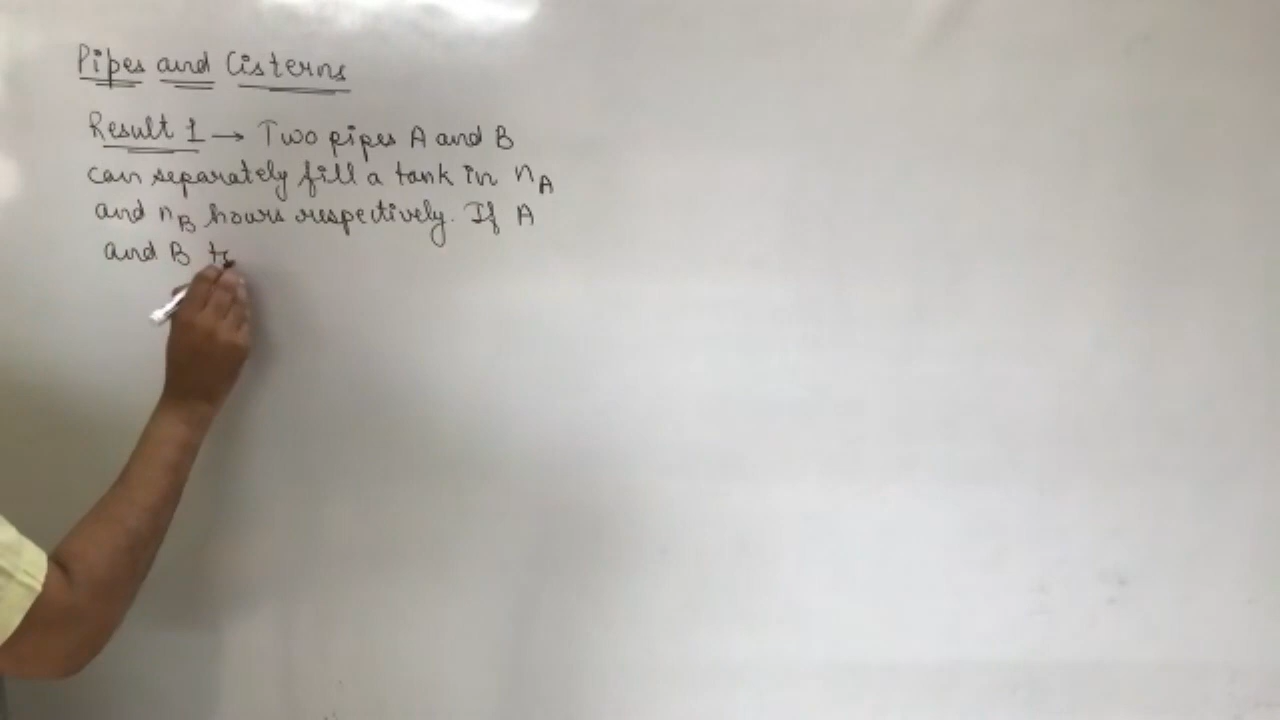 Pipes and Cisterns
Result 1 → Two pipes A and B
can separately fill a tank in n_A
and n_B hours respectively. If A
and B to